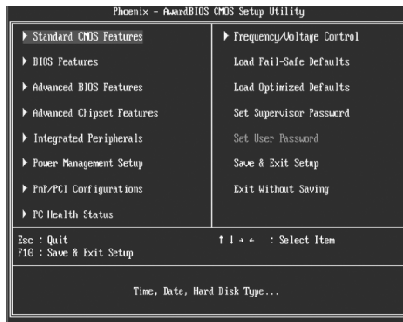 Phoenix - AwardBIOS CMOS Setup Utility
Standard CMOS Features
BIOS Features
Advanced BIOS Features
Advanced Chipset Features
Integrated Peripherals
Power Management Setup
PnP/PCI Configurations
PC Health Status
Frequency/Voltage Control
Load Fail-Safe Defaults
Load Optimized Defaults
Set Supervisor Password
Set User Password
Save & Exit Setup
Exit Without Saving
Esc : Quit
F10 : Save & Exit Setup
↑ ↓ → ← : Select Item
Time, Date, Hard Disk Type...